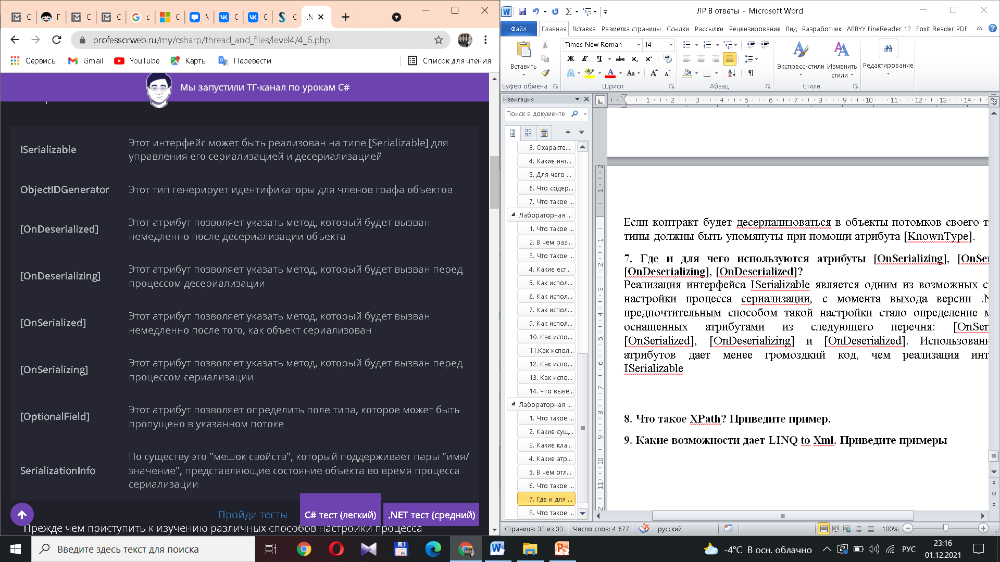 .N
professorweb.ru/my/csharp/thread_and_files/level4/4_6.php
Сервисы
Gmail
YouTube
Карты
Перевести
Список для чтения
Мы запустили ТГ-канал по урокам C#
ISerializable
Этот интерфейс может быть реализован на типе [Serializable] для
управления его сериализацией и десериализацией
ObjectIDGenerator
Этот тип генерирует идентификаторы для членов графа объектов
[OnDeserialized]
Этот атрибут позволяет указать метод, который будет вызван
немедленно после десериализации объекта
[OnDeserializing]
Этот атрибут позволяет указать метод, который будет вызван перед
процессом десериализации
[OnSerialized]
Этот атрибут позволяет указать метод, который будет вызван
немедленно после того, как объект сериализован
[OnSerializing]
Этот атрибут позволяет указать метод, который будет вызван перед
процессом сериализации
[OptionalField]
Этот атрибут позволяет определить поле типа, которое может быть
пропущено в указанном потоке
SerializationInfo
По существу это "мешок свойств", который поддерживает пары "имя/
значение", представляющие состояние объекта во время процесса
сериализации
Пройди тесты
C# тест (легкий)
.NET тест (средний)
Прежде чем приступить к изучению различных способов настройки процесса
ЛР 8 ответы - Microsoft Word
Файл
Главная
Вставка
Разметка страницы
Ссылки
Рассылки
Рецензирование
Вид
Разработчик
ABBYY FineReader 12
Foxit Reader PDF
Вставить
Times New Roman
14
Ж К Ч abc x₂ x²
Aa
Экспресс-стили
Изменить
стили
Редактирование
Буфер обмена
Шрифт
Абзац
Стили
Навигация
Поиск в документе
3. Охаракте...
4. Какие инт...
5. Для чего ...
6. Что содер...
7. Что такое ...
Лабораторная ...
1. Что такое ...
2. В чем раз...
3. Что такое ...
4. Какие ест...
5. Как испол...
6. Как испол...
7. Как испол...
9. Как испол...
10. Как испо...
11.Как испол...
12. Как испо...
13. Как испо...
14. Что выве...
Лабораторная ...
1. Что такое ...
2. Какие сущ...
3. Какие кла...
4. Какие атр...
5. В чем отл...
6. Что такое ...
7. Где и для ...
8. Что такое ...
1 2 3 4 5 6 7 8 9 10 11 12 13 14
Если контракт будет десериализоваться в объекты потомков своего т
типы должны быть упомянуты при помощи атрибута [KnownType].
7. Где и для чего используются атрибуты [OnSerializing], [OnSer
[OnDeserializing], [OnDeserialized]?
Реализация интерфейса ISerializable является одним из возможных с
настройки процесса сериализации, с момента выхода версии .N
предпочтительным способом такой настройки стало определение м
оснащенных атрибутами из следующего перечня: [OnSer
[OnSerialized], [OnDeserializing] и [OnDeserialized]. Использовани
атрибутов дает менее громоздкий код, чем реализация инт
ISerializable
8. Что такое XPath? Приведите пример.
9. Какие возможности дает LINQ to Xml. Приведите примеры
Страница: 33 из 33
Число слов: 4 677
русский
100%
Введите здесь текст для поиска
-4°C В осн. облачно
РУС
23:16
01.12.2021